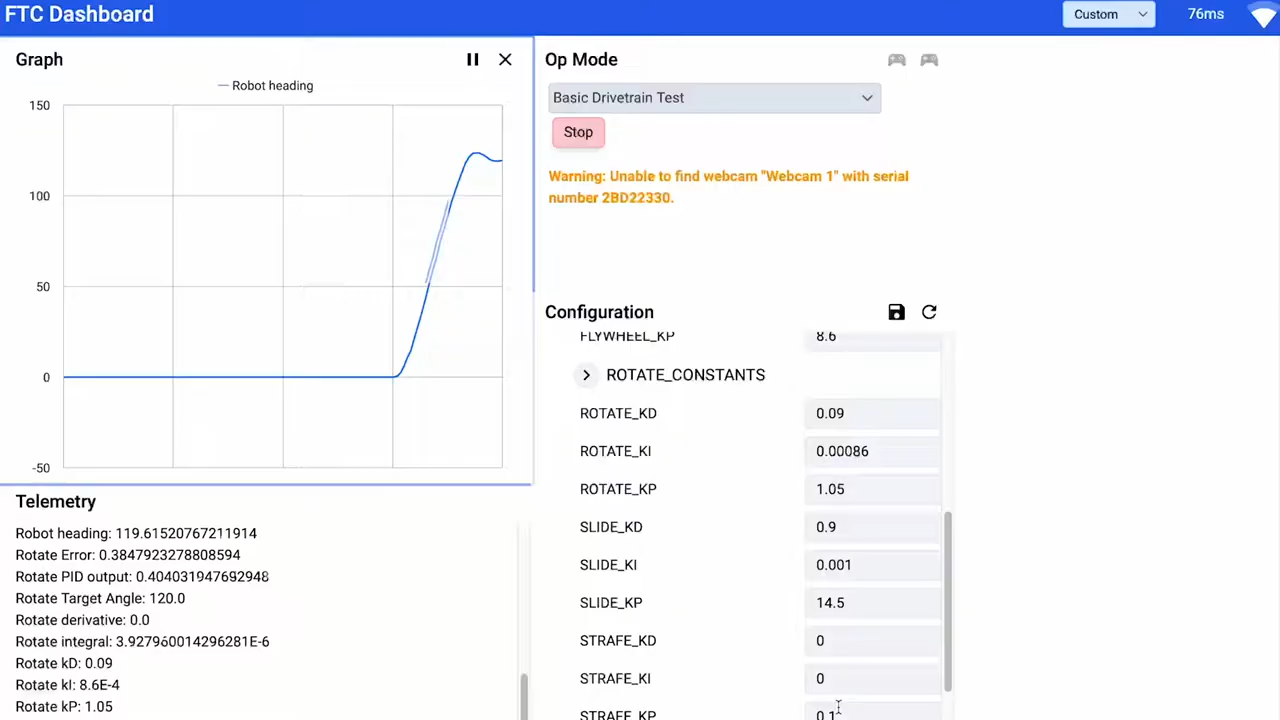 FTC Dashboard
Custom
76ms
Graph
Robot heading
150
100
50
0
-50
Telemetry
Robot heading: 119.61520767211914
Rotate Error: 0.3847923278808594
Rotate PID output: 0.404031947692948
Rotate Target Angle: 120.0
Rotate derivative: 0.0
Rotate integral: 3.927960014296281E-6
Rotate kD: 0.09
Rotate kI: 8.6E-4
Rotate kP: 1.05
Op Mode
Basic Drivetrain Test
Stop
Warning: Unable to find webcam "Webcam 1" with serial
number 2BD22330.
Configuration
FLYWHEEL_KP 8.6
ROTATE_CONSTANTS
ROTATE_KD 0.09
ROTATE_KI 0.00086
ROTATE_KP 1.05
SLIDE_KD 0.9
SLIDE_KI 0.001
SLIDE_KP 14.5
STRAFE_KD 0
STRAFE_KI 0
STRAFE_KP 0.1